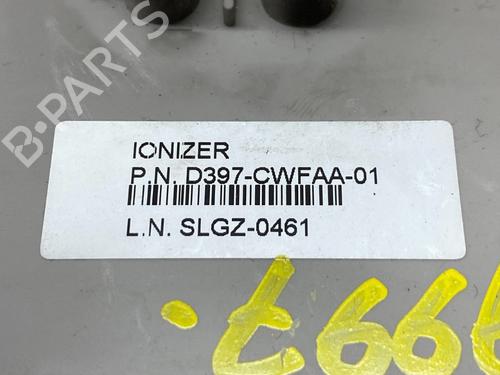 B-PARTS
IONIZER
P.N. D397-CWFAA-01
L.N. SLGZ-0461